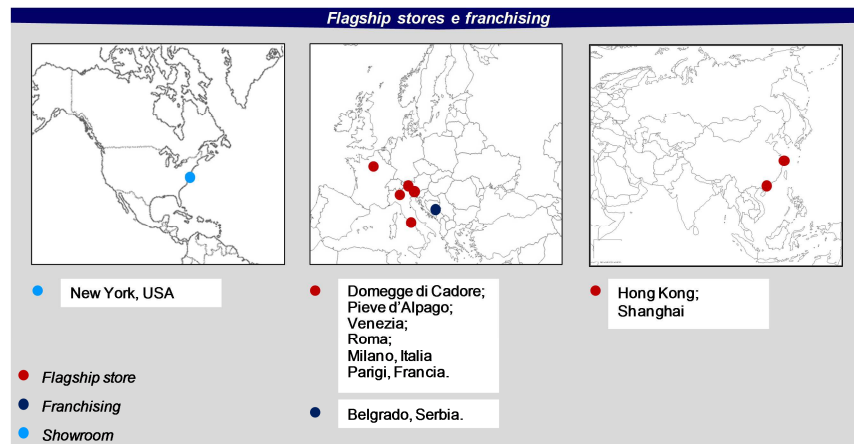 Flagship stores e franchising
New York, USA
Domegge di Cadore;
Pieve d'Alpago;
Venezia;
Roma;
Milano, Italia
Parigi, Francia.
Hong Kong;
Shanghai
Flagship store
Franchising
Belgrado, Serbia.
Showroom